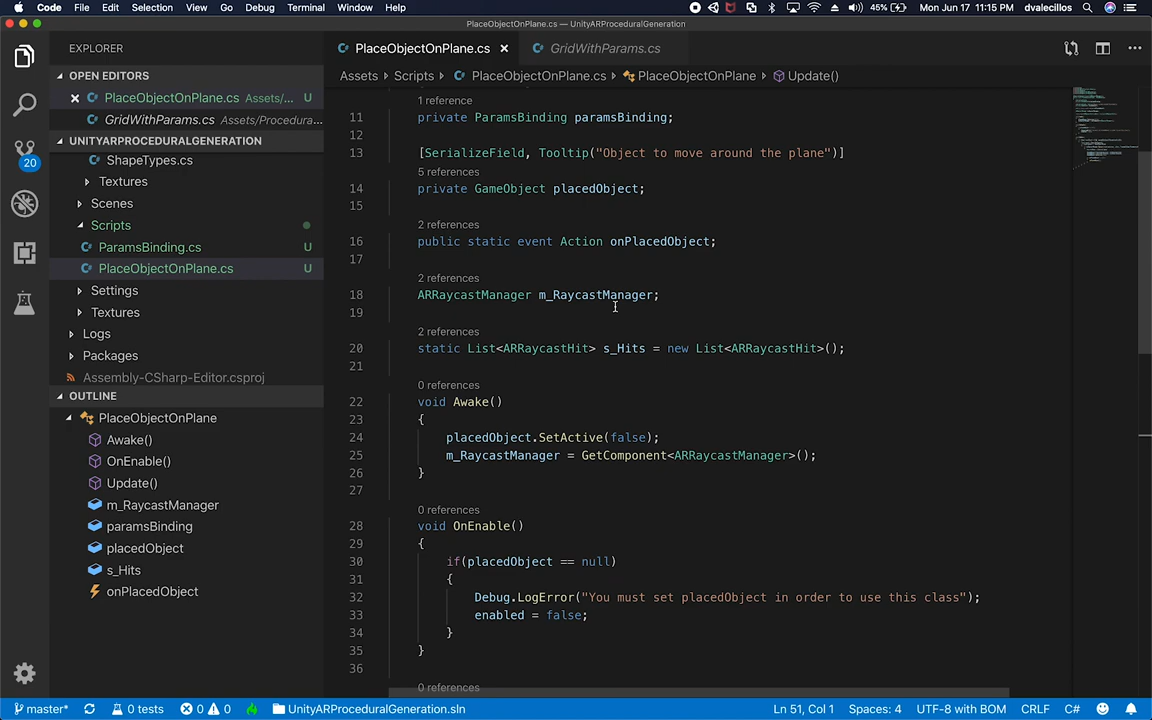 Code File Edit Selection View Go Debug Terminal Window Help 45% Mon Jun 17 11:15 PM dvalecillos
PlaceObjectOnPlane.cs — UnityARProceduralGeneration
EXPLORER
OPEN EDITORS
PlaceObjectOnPlane.cs Assets/... U
GridWithParams.cs Assets/Procedura...
UNITYARPROCEDURALGENERATION
ShapeTypes.cs
Textures
Scenes
Scripts
ParamsBinding.cs U
PlaceObjectOnPlane.cs U
Settings
Textures
Logs
Packages
Assembly-CSharp-Editor.csproj
OUTLINE
PlaceObjectOnPlane
Awake()
OnEnable()
Update()
m_RaycastManager
paramsBinding
placedObject
s_Hits
onPlacedObject
20
PlaceObjectOnPlane.cs GridWithParams.cs
Assets Scripts PlaceObjectOnPlane.cs PlaceObjectOnPlane Update()
1 reference
11 private ParamsBinding paramsBinding;
12
13 [SerializeField, Tooltip("Object to move around the plane")]
5 references
14 private GameObject placedObject;
15
2 references
16 public static event Action onPlacedObject;
17
2 references
18 ARRaycastManager m_RaycastManager;
19
2 references
20 static List<ARRaycastHit> s_Hits = new List<ARRaycastHit>();
21
0 references
22 void Awake()
23 {
24 placedObject.SetActive(false);
25 m_RaycastManager = GetComponent<ARRaycastManager>();
26 }
27
0 references
28 void OnEnable()
29 {
30 if(placedObject == null)
31 {
32 Debug.LogError("You must set placedObject in order to use this class");
33 enabled = false;
34 }
35 }
36
0 references
master* 0 tests 0 0 UnityARProceduralGeneration.sln Ln 51, Col 1 Spaces: 4 UTF-8 with BOM CRLF C#